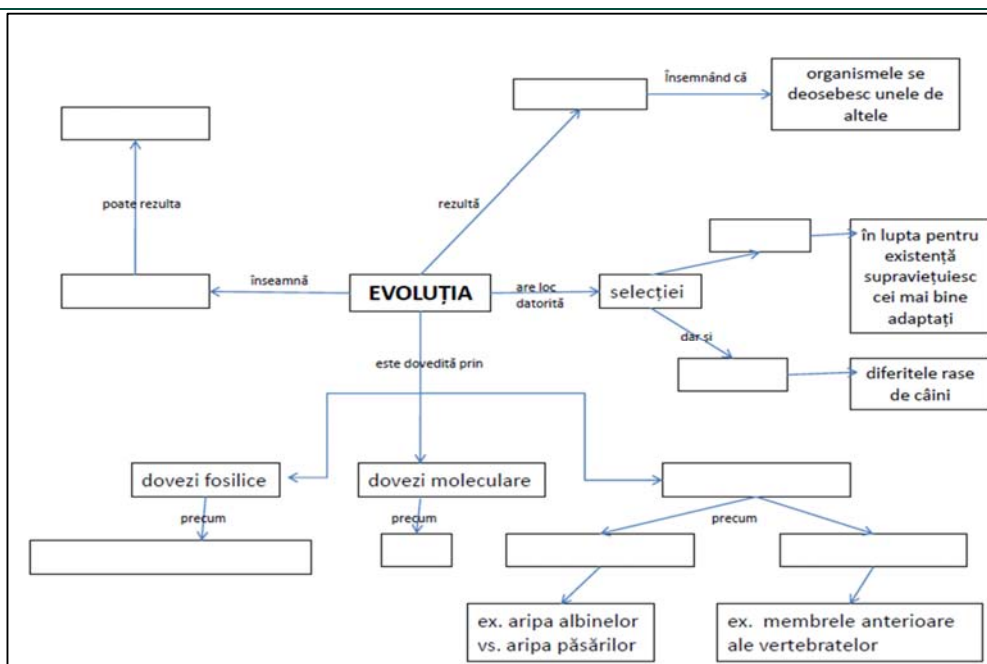 Însemnând că
organismele se
deosebesc unele de
altele
poate rezulta
rezultă
înseamnă
EVOLUȚIA
are loc
datorită
selecției
în lupta pentru
existență
supraviețuiesc
cei mai bine
adaptați
dar și
diferitele rase
de câini
este dovedită prin
dovezi fosilice
dovezi moleculare
precum
precum
precum
ex. aripa albinelor
vs. aripa păsărilor
ex. membrele anterioare
ale vertebratelor